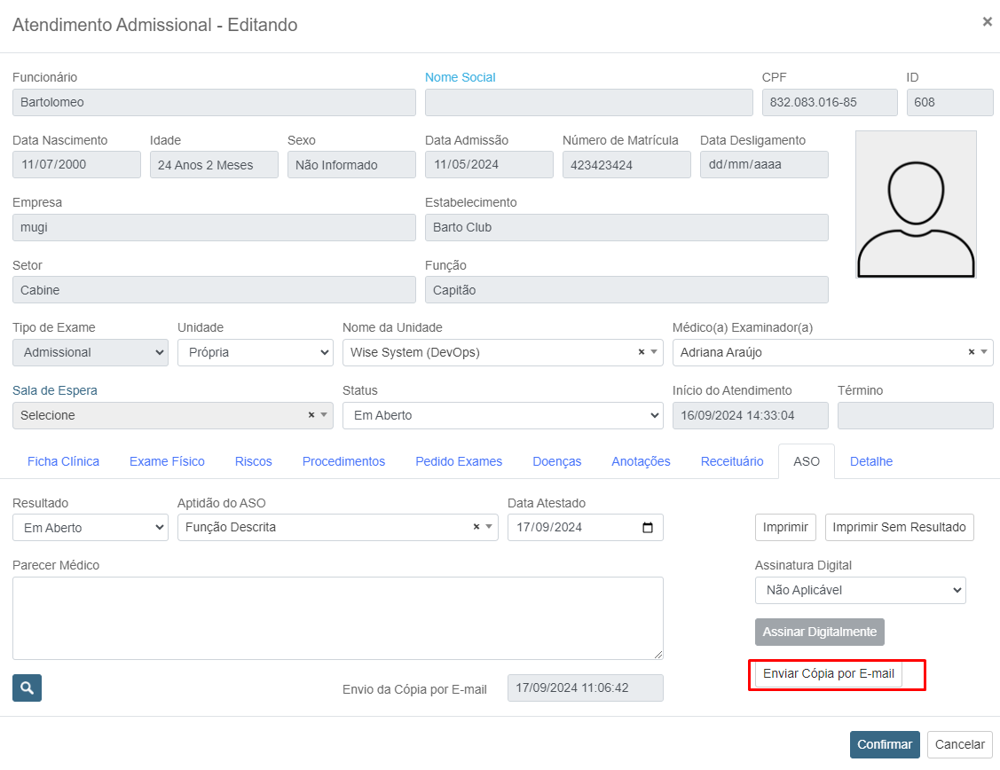 Atendimento Admissional - Editando ×
Funcionário Nome Social CPF ID
Bartolomeo 832.083.016-85 608
Data Nascimento Idade Sexo Data Admissão Número de Matrícula Data Desligamento
11/07/2000 24 Anos 2 Meses Não Informado 11/05/2024 423423424 dd/mm/aaaa
Empresa Estabelecimento
mugi Barto Club
Setor Função
Cabine Capitão
Tipo de Exame Unidade Nome da Unidade Médico(a) Examinador(a)
Admissional Própria Wise System (DevOps) × Adriana Araújo ×
Sala de Espera Status Início do Atendimento Término
Selecione × Em Aberto 16/09/2024 14:33:04
Ficha Clínica Exame Físico Riscos Procedimentos Pedido Exames Doenças Anotações Receituário ASO Detalhe
Resultado Aptidão do ASO Data Atestado
Em Aberto Função Descrita × 17/09/2024 Imprimir Imprimir Sem Resultado
Parecer Médico Assinatura Digital
Não Aplicável
Assinar Digitalmente
Enviar Cópia por E-mail
Envio da Cópia por E-mail 17/09/2024 11:06:42
Confirmar Cancelar